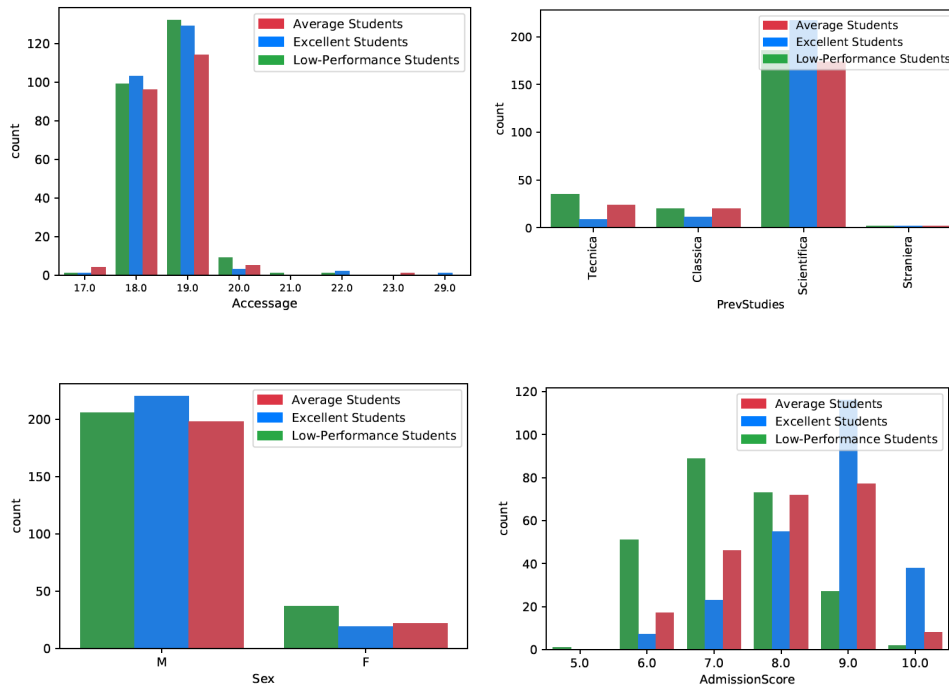 Average Students
Excellent Students
Low-Performance Students
120
100
80
60
40
20
0
count
17.0 18.0 19.0 20.0 21.0 22.0 23.0 29.0
Accessage
Average Students
Excellent Students
Low-Performance Students
200
150
100
50
0
count
Tecnica
Classica
Scientifica
Straniera
PrevStudies
Average Students
Excellent Students
Low-Performance Students
200
150
100
50
0
count
M F
Sex
Average Students
Excellent Students
Low-Performance Students
120
100
80
60
40
20
0
count
5.0 6.0 7.0 8.0 9.0 10.0
AdmissionScore